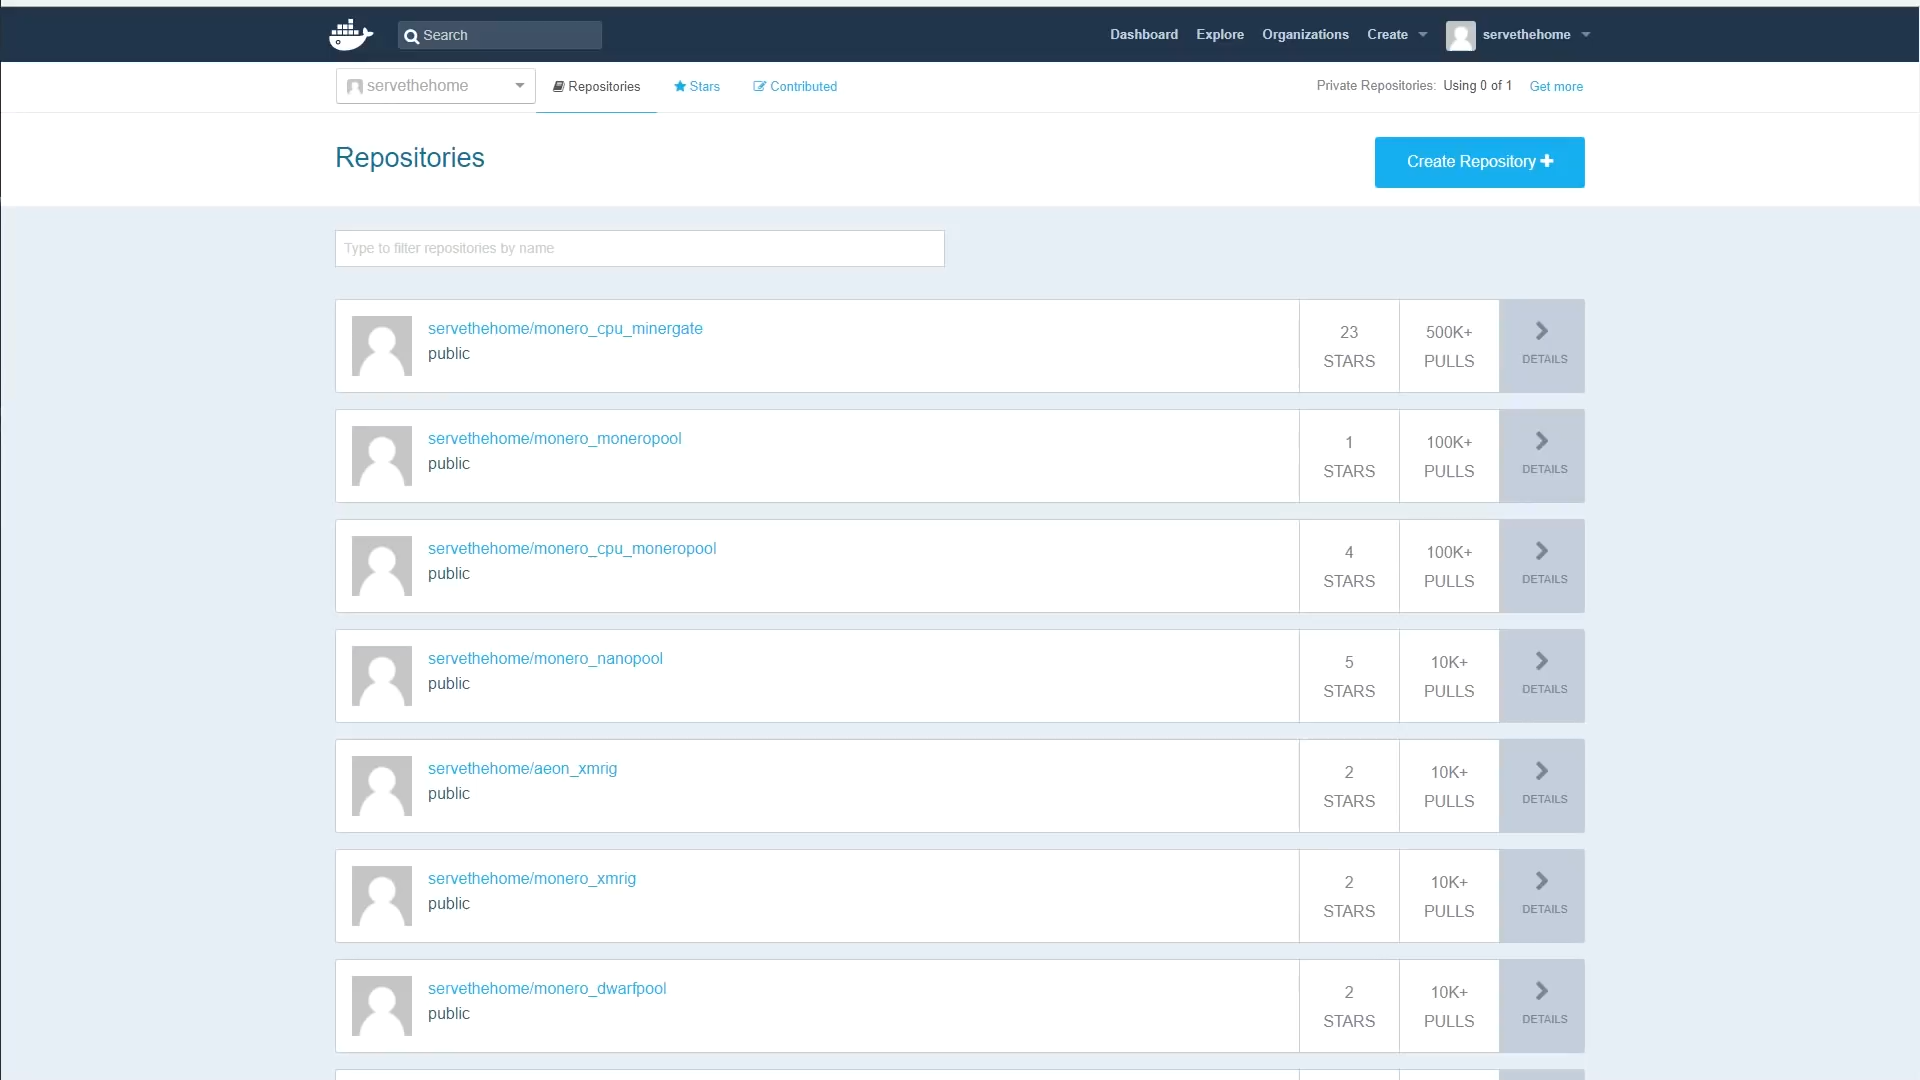 Search
Dashboard Explore Organizations Create servethehome
servethehome Repositories Stars Contributed Private Repositories: Using 0 of 1 Get more
Repositories
Create Repository
Type to filter repositories by name
servethehome/monero_cpu_minergate
public
23
STARS
500K+
PULLS
DETAILS
servethehome/monero_moneropool
public
1
STARS
100K+
PULLS
DETAILS
servethehome/monero_cpu_moneropool
public
4
STARS
100K+
PULLS
DETAILS
servethehome/monero_nanopool
public
5
STARS
10K+
PULLS
DETAILS
servethehome/aeon_xmrig
public
2
STARS
10K+
PULLS
DETAILS
servethehome/monero_xmrig
public
2
STARS
10K+
PULLS
DETAILS
servethehome/monero_dwarfpool
public
2
STARS
10K+
PULLS
DETAILS